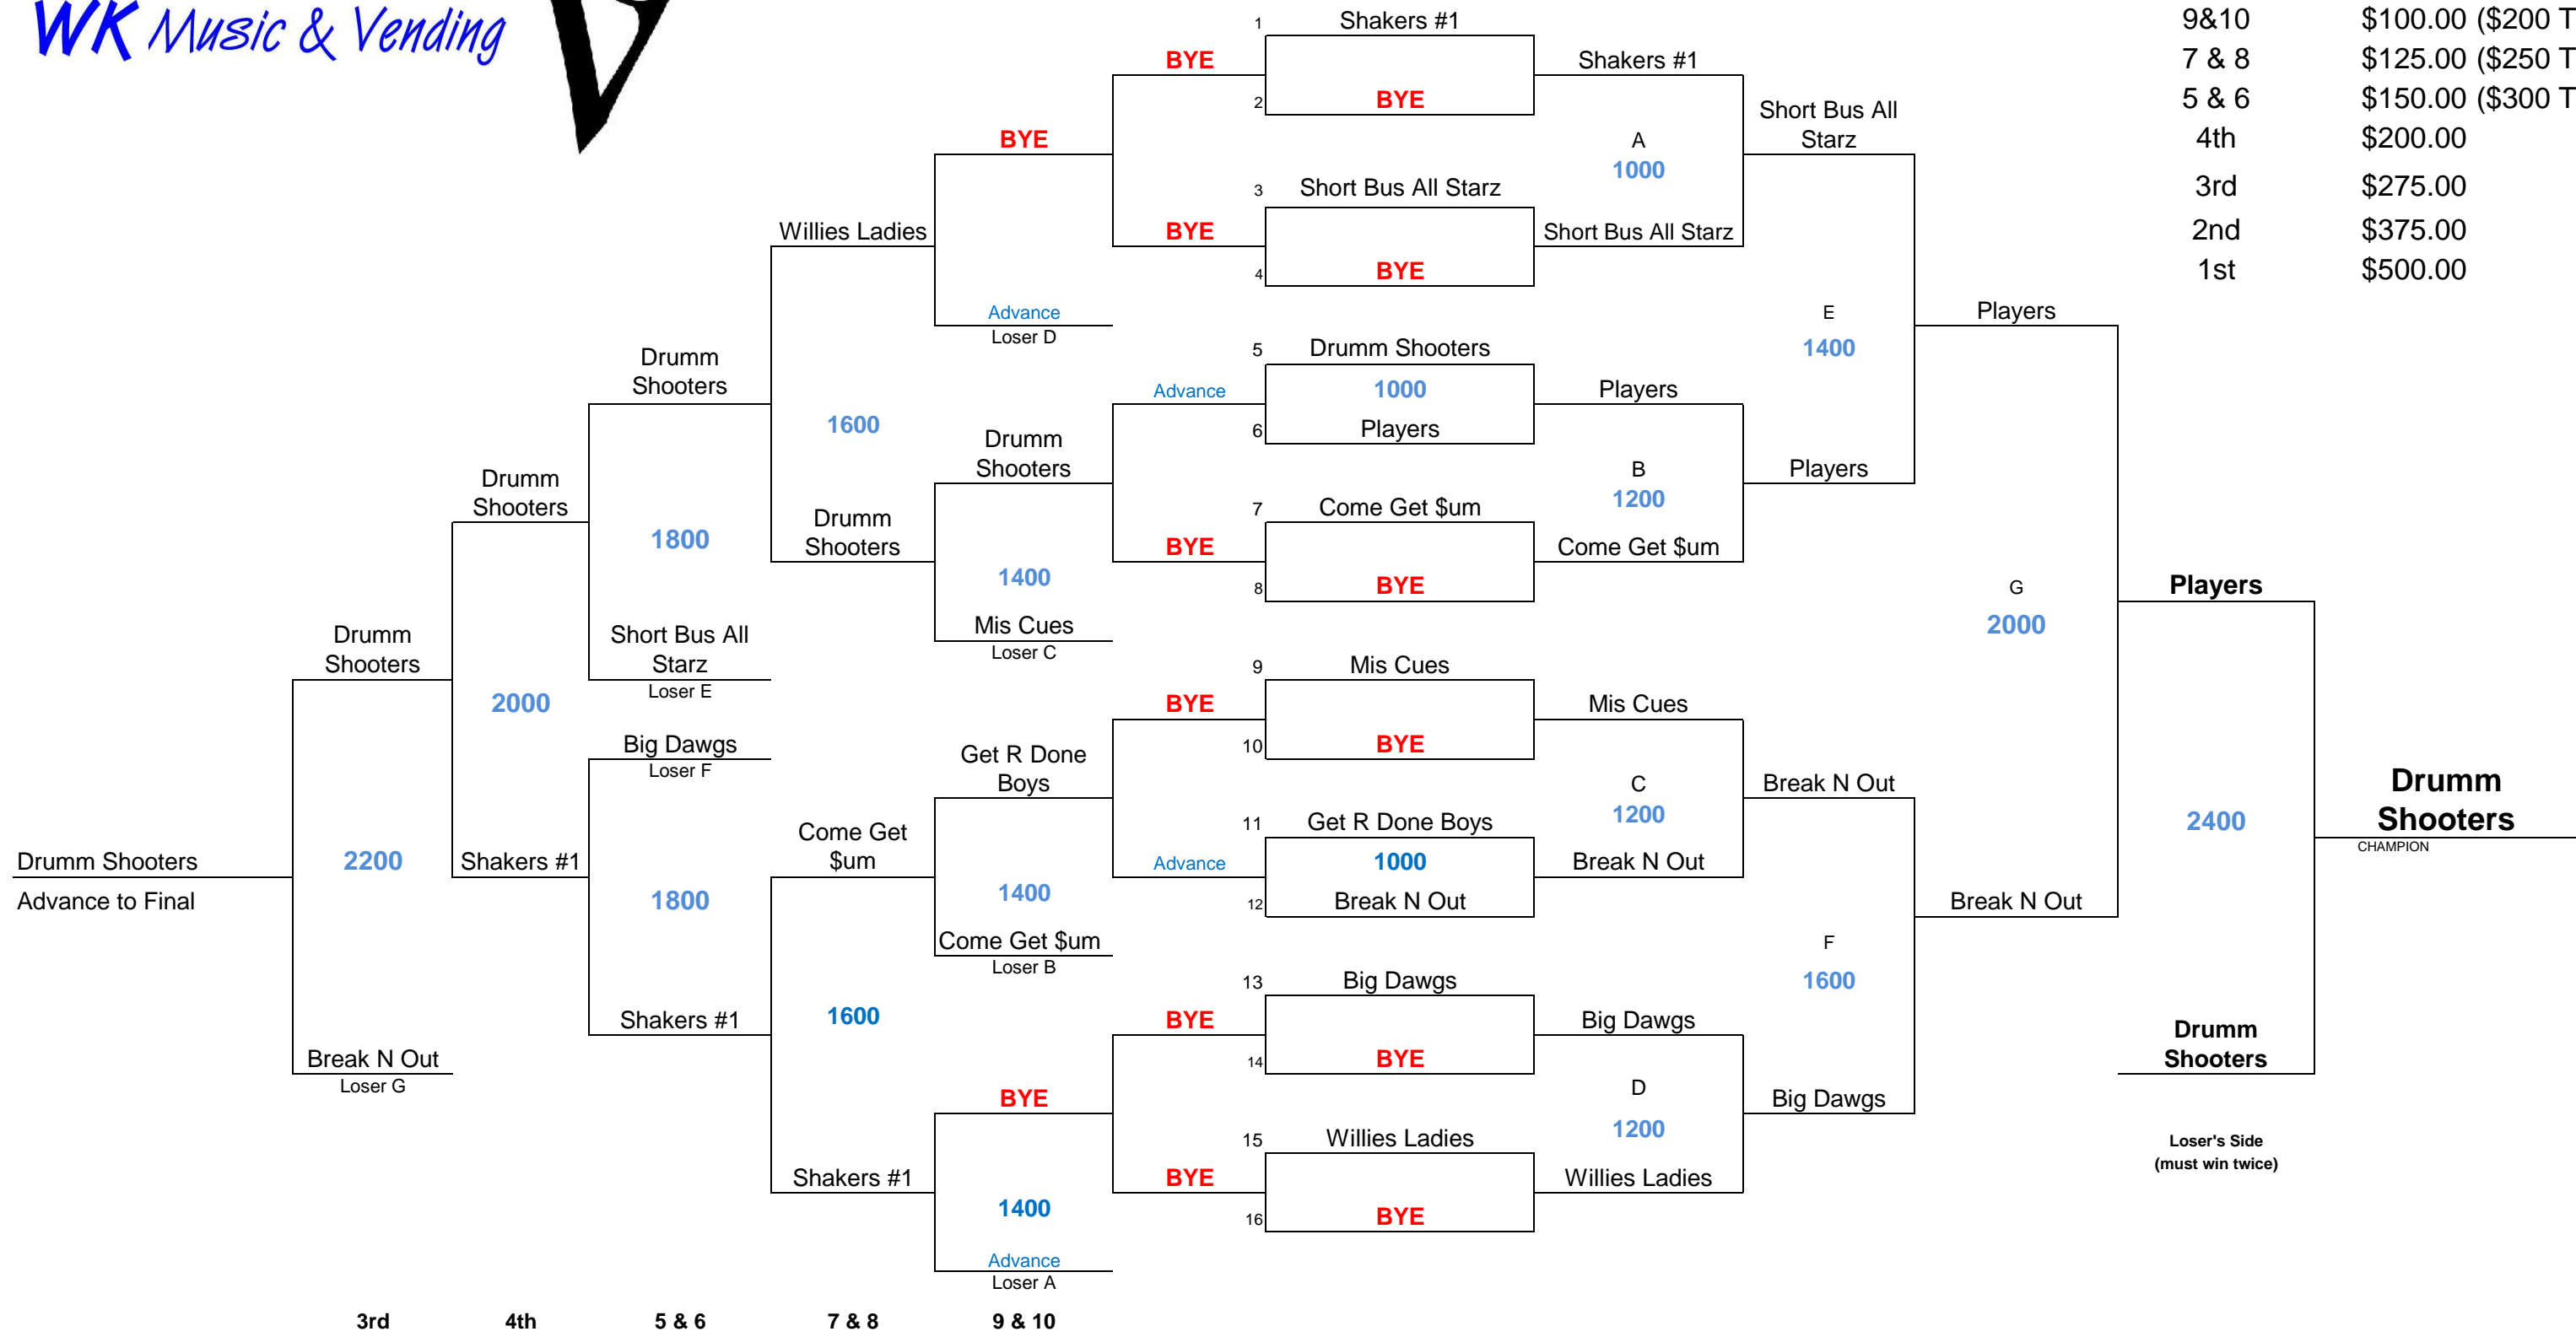 WK Music & Vending
9&10 $100.00 ($200 T
7 & 8 $125.00 ($250 T
5 & 6 $150.00 ($300 T
4th $200.00
3rd $275.00
2nd $375.00
1st $500.00
1 Shakers #1
BYE
Shakers #1
2 BYE
Short Bus All
Starz
BYE
A
1000
3 Short Bus All Starz
Willies Ladies
BYE
Short Bus All Starz
4 BYE
Advance
Loser D
E
1400
Players
5 Drumm Shooters
Drumm
Shooters
Advance
1000
Players
6 Players
1600
Drumm
Shooters
B
1200
Players
Drumm
Shooters
7 Come Get $um
Drumm
Shooters
BYE
Come Get $um
1800
8 BYE
1400
G
2000
Players
Drumm
Shooters
Short Bus All
Starz
Loser E
Mis Cues
Loser C
9 Mis Cues
2000
BYE
Mis Cues
10 BYE
Big Dawgs
Loser F
Get R Done
Boys
C
1200
Break N Out
Drumm
Shooters
CHAMPION
11 Get R Done Boys
2400
Come Get
$um
Drumm Shooters
Advance to Final
2200
Shakers #1
Advance
1000
Break N Out
12 Break N Out
1800
1400
Break N Out
Come Get $um
Loser B
F
1600
13 Big Dawgs
Shakers #1
1600
BYE
Big Dawgs
14 BYE
Drumm
Shooters
Break N Out
Loser G
BYE
D
1200
Big Dawgs
15 Willies Ladies
Loser's Side
(must win twice)
Shakers #1
BYE
Willies Ladies
16 BYE
1400
Advance
Loser A
3rd 4th 5 & 6 7 & 8 9 & 10